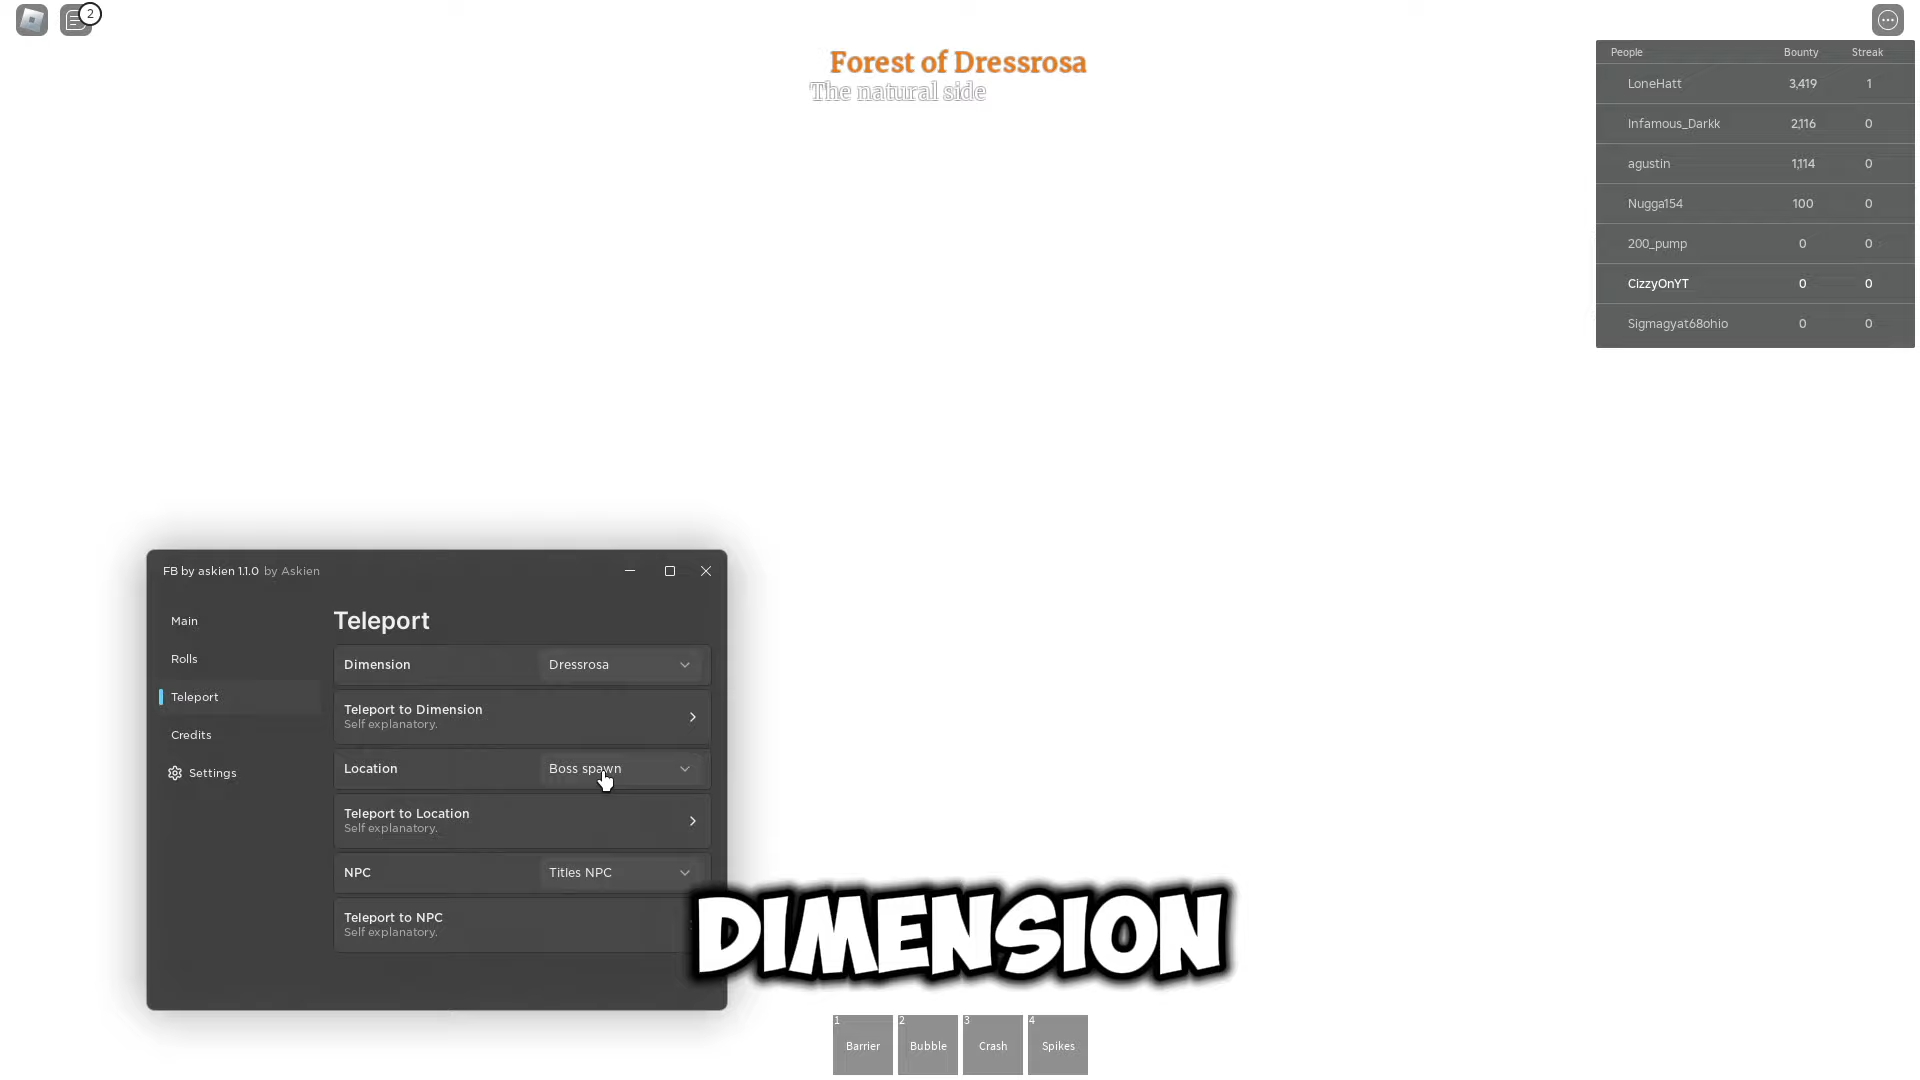 2
Forest of Dressrosa
The natural side
People Bounty Streak
LoneHatt 3,419 1
Infamous_Darkk 2,116 0
agustin 1,114 0
Nugga154 100 0
200_pump 0 0
CizzyOnYT 0 0
Sigmagyat68ohio 0 0
FB by askien 1.1.0 by Askien
Main
Rolls
Teleport
Credits
Settings
Teleport
Dimension Dressrosa
Teleport to Dimension
Self explanatory.
Location Boss spawn
Teleport to Location
Self explanatory.
NPC Titles NPC
Teleport to NPC
Self explanatory.
DIMENSION
1 2 3 4
Barrier Bubble Crash Spikes